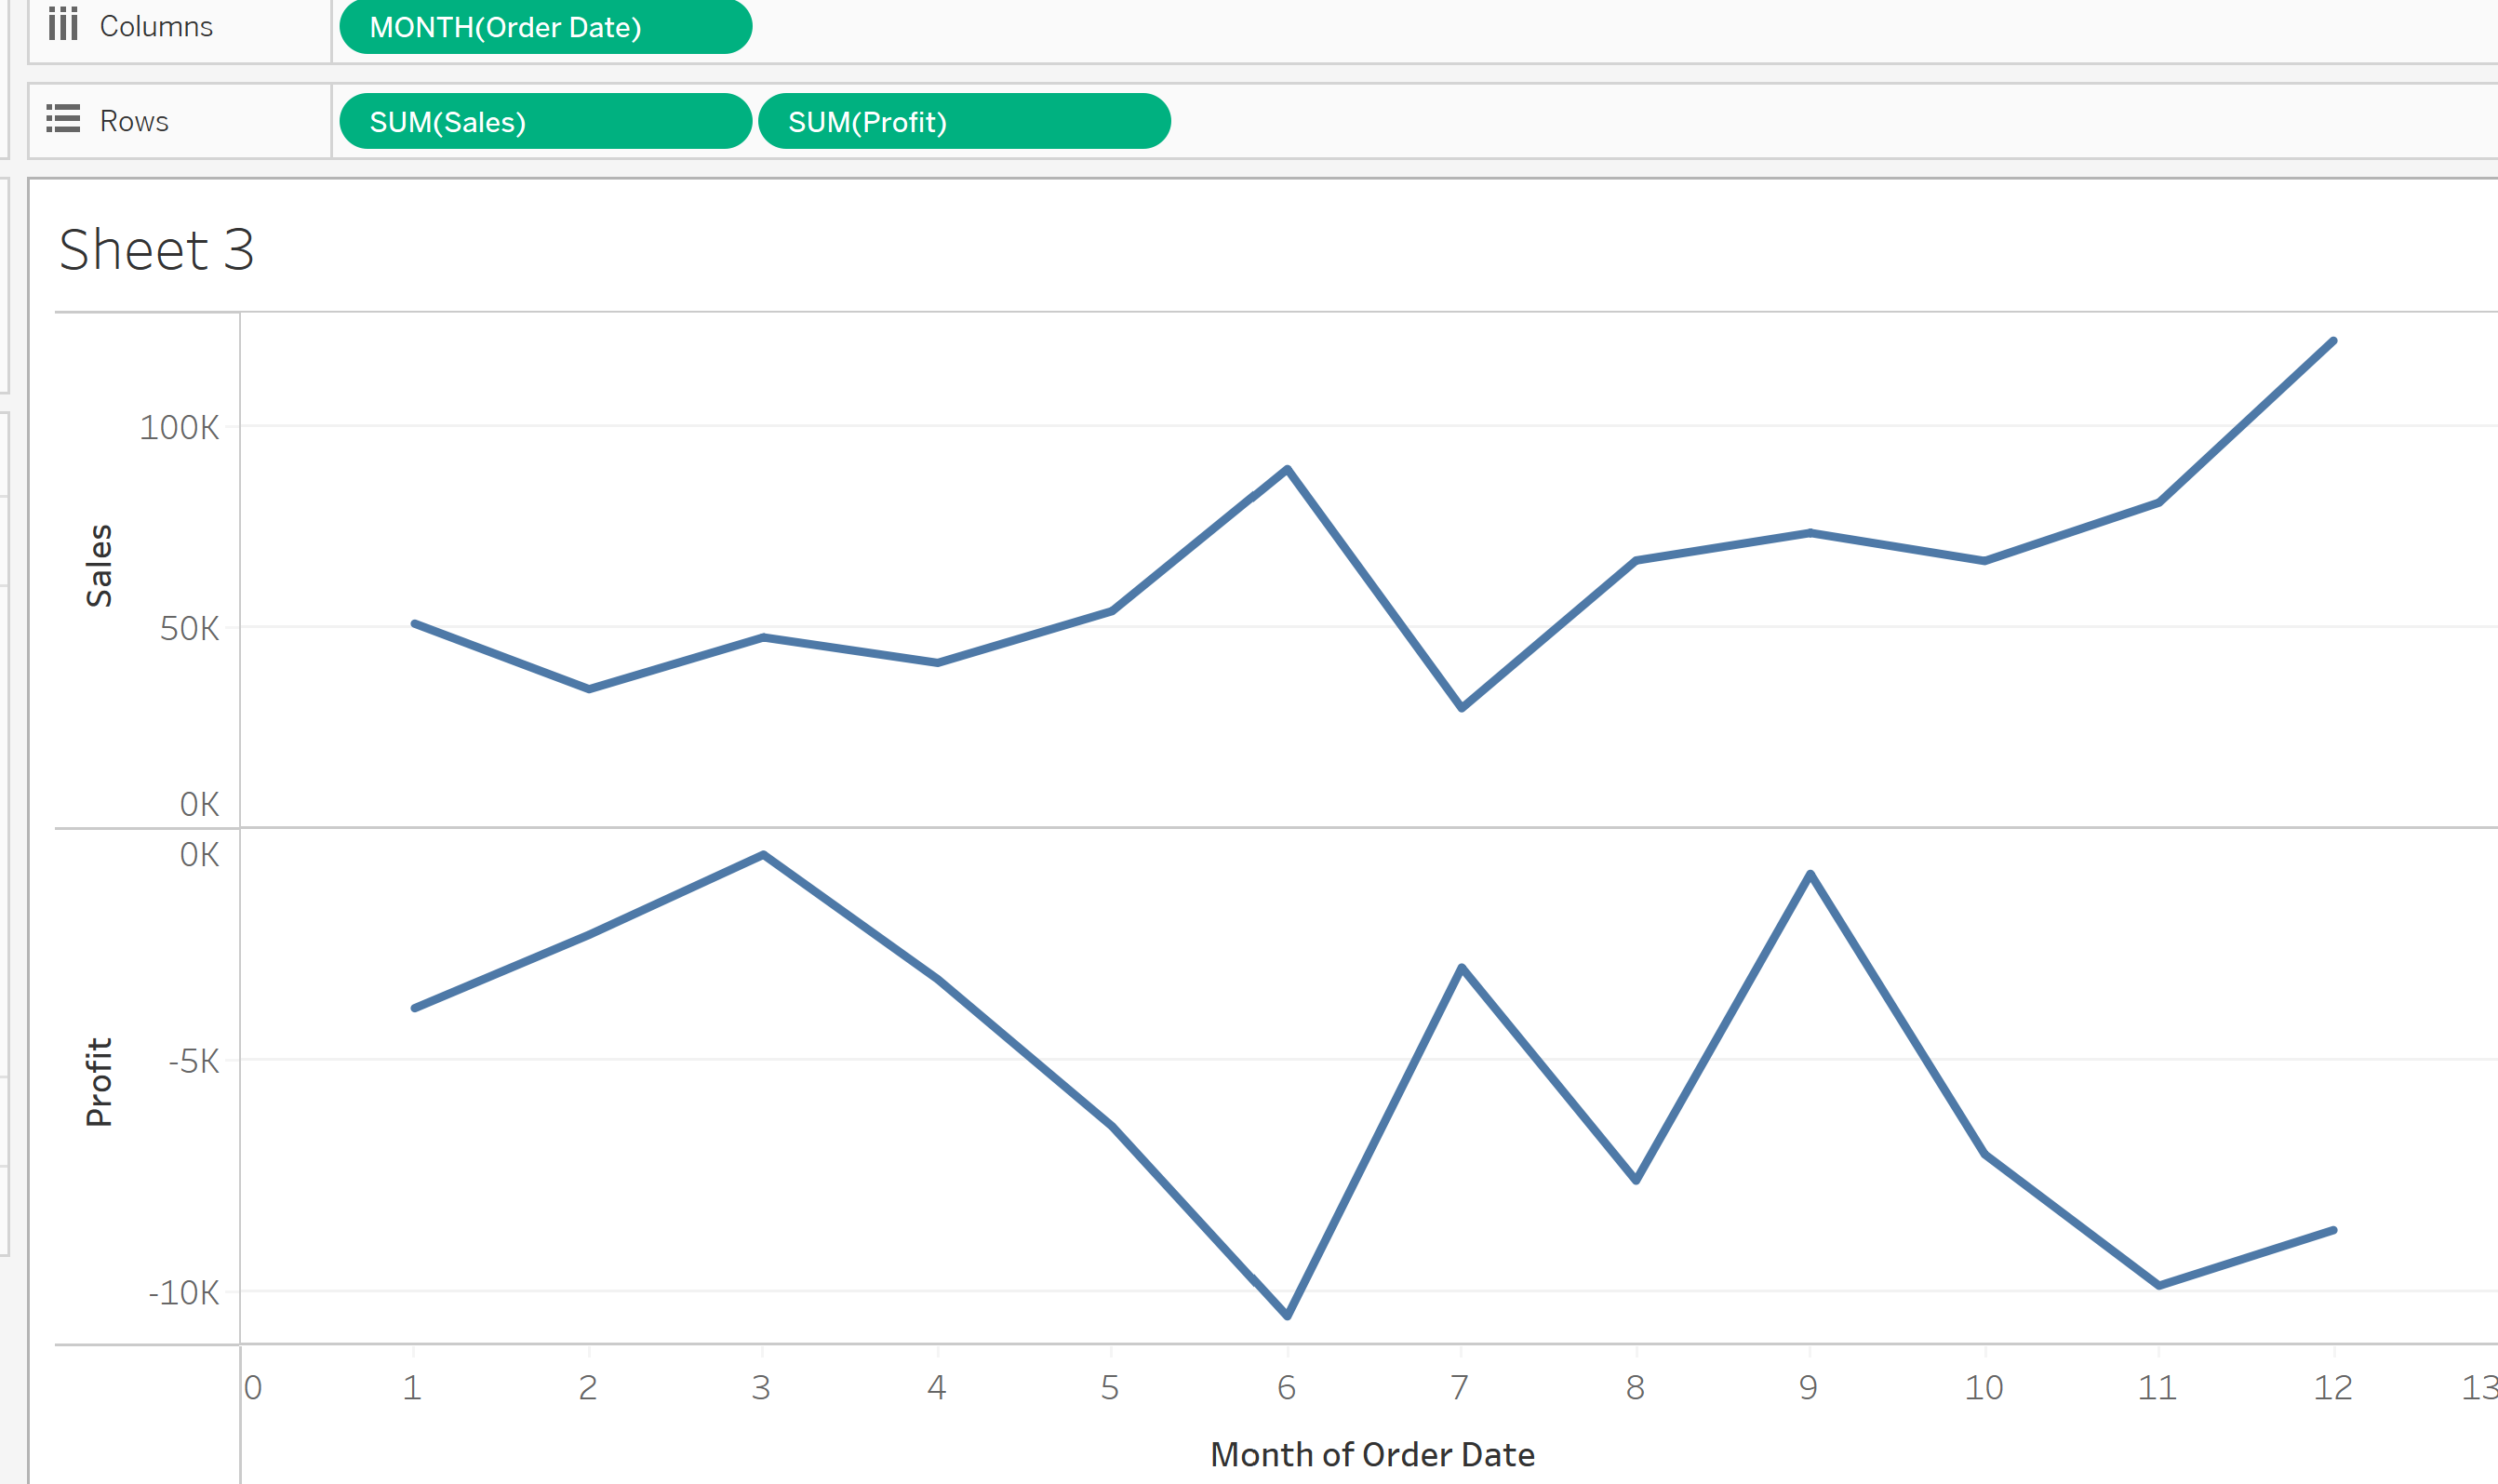 Columns MONTH(Order Date)
Rows SUM(Sales) SUM(Profit)
Sheet 3
100K
50K
0K
Sales
0K
-5K
-10K
Profit
0 1 2 3 4 5 6 7 8 9 10 11 12 13
Month of Order Date